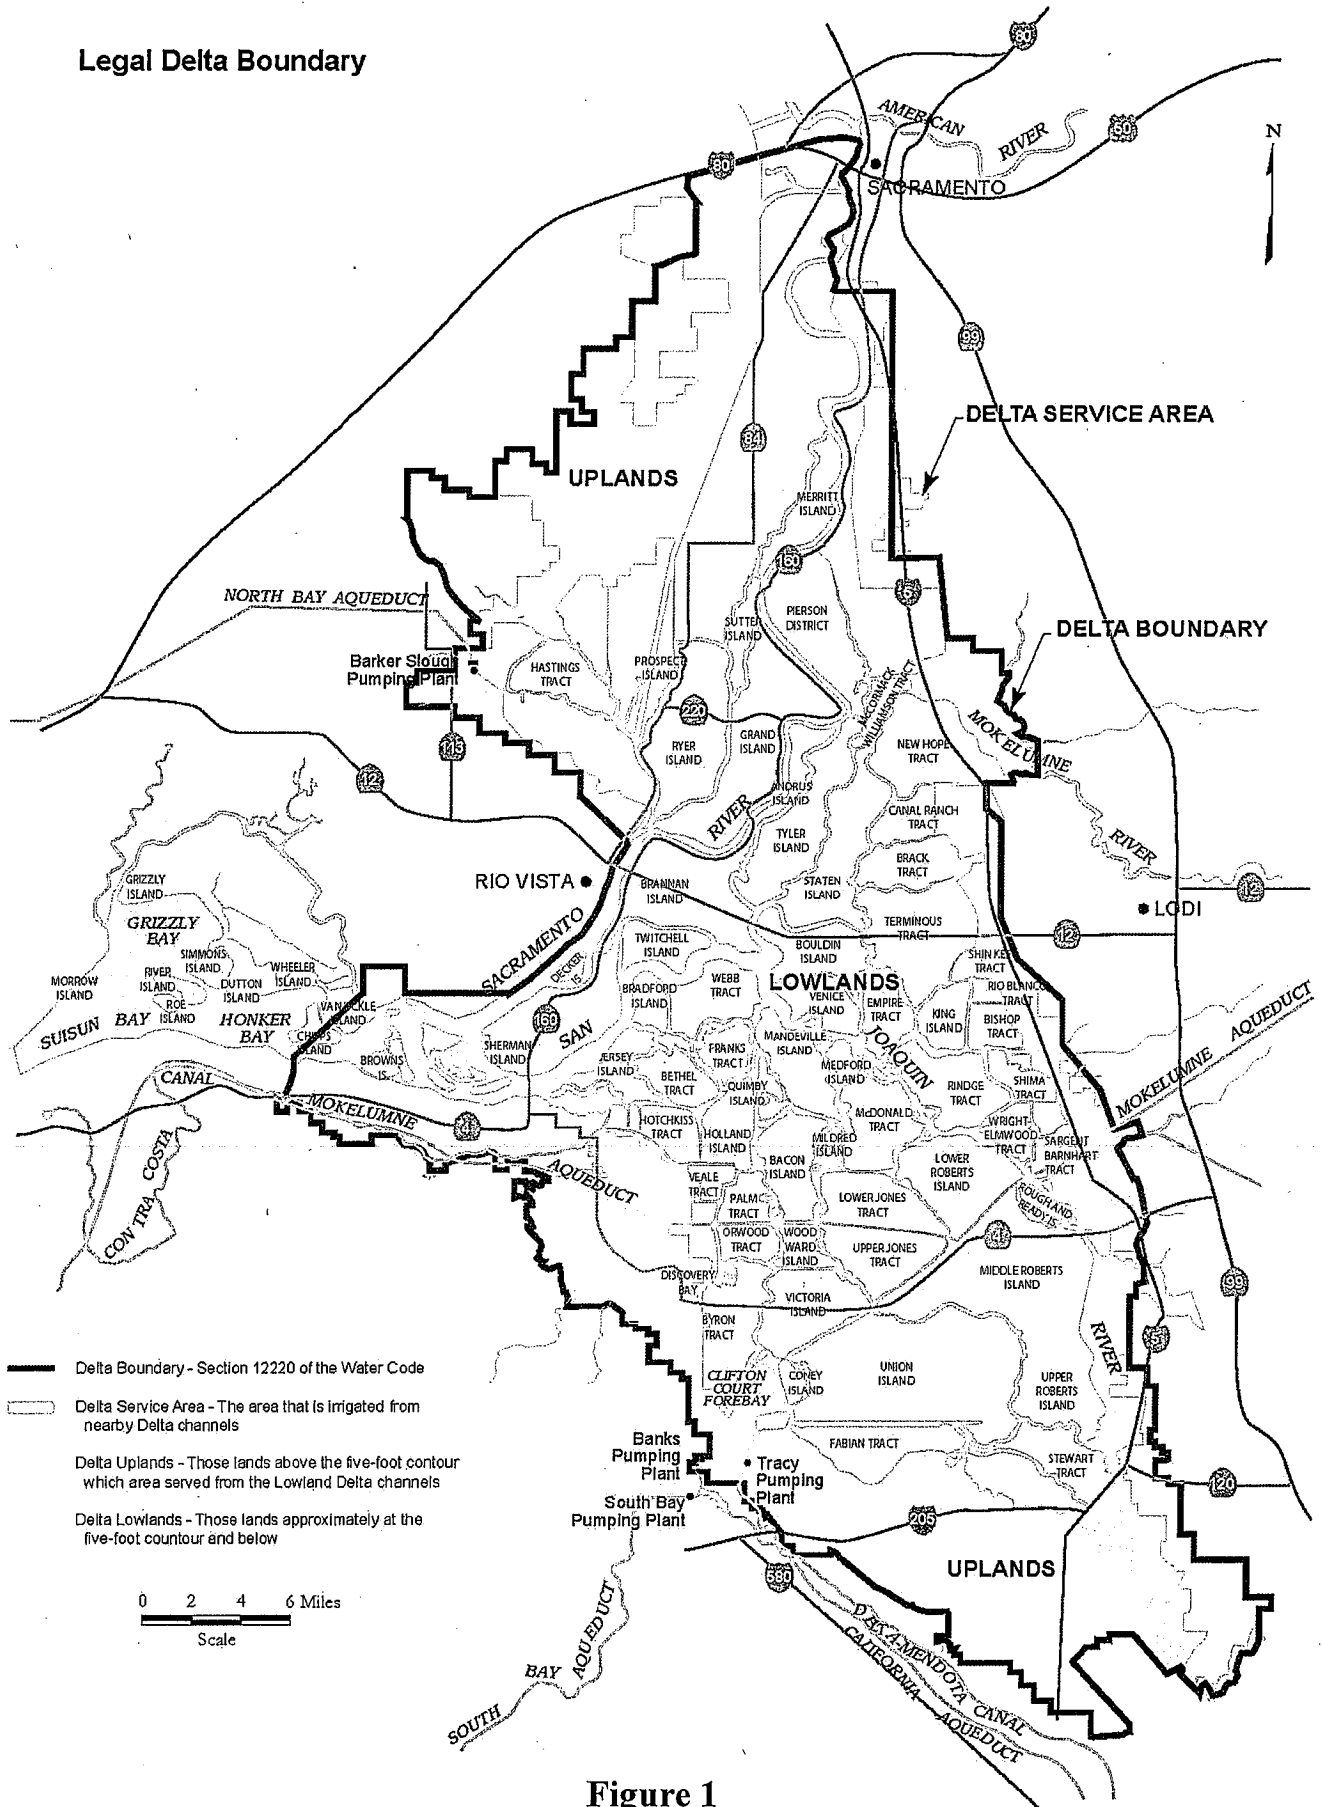 Legal Delta Boundary
80
AMERICAN
RIVER
50
N
80
SACRAMENTO
99
DELTA SERVICE AREA
84
UPLANDS
MERRITT
ISLAND
160
NORTH BAY AQUEDUCT
5
PIERSON
DISTRICT
SUTTER
ISLAND
DELTA BOUNDARY
Barker Slough
Pumping Plant
HASTINGS
TRACT
PROSPECT
ISLAND
McCORMACK
WILLIAMSON TRACT
220
MOKELUMNE
RYER
ISLAND
GRAND
ISLAND
NEW HOPE
TRACT
113
12
ANDRUS
ISLAND
RIVER
CANAL RANCH
TRACT
TYLER
ISLAND
RIVER
BRACK
TRACT
RIO VISTA
BRANNAN
ISLAND
STATEN
ISLAND
12
LODI
GRIZZLY
ISLAND
GRIZZLY
BAY
SACRAMENTO
TERMINOUS
TRACT
12
TWITCHELL
ISLAND
BOULDIN
ISLAND
SIMMONS
ISLAND
WHEELER
ISLAND
DECKER
IS.
SHIN KEE
TRACT
MORROW
ISLAND
RIVER
ISLAND
DUTTON
ISLAND
BRADFORD
ISLAND
WEBB
TRACT
LOWLANDS
RIO BLANCO
TRACT
ROE
ISLAND
VAN SICKLE
ISLAND
VENICE
ISLAND
EMPIRE
TRACT
KING
ISLAND
BISHOP
TRACT
SUISUN BAY
HONKER
BAY
CHIPPS
ISLAND
160
SAN
JOAQUIN
MANDEVILLE
ISLAND
SHERMAN
ISLAND
BROWNS
IS.
JERSEY
ISLAND
FRANKS
TRACT
MEDFORD
ISLAND
MOKELUMNE AQUEDUCT
CANAL
BETHEL
TRACT
QUIMBY
ISLAND
RINDGE
TRACT
SHIMA
TRACT
MOKELUMNE
4
HOTCHKISS
TRACT
McDONALD
TRACT
WRIGHT-
ELMWOOD
TRACT
HOLLAND
ISLAND
MILDRED
ISLAND
SARGENT
BARNHART
TRACT
CONTRA COSTA
AQUEDUCT
BACON
ISLAND
LOWER
ROBERTS
ISLAND
VEALE
TRACT
PALM
TRACT
LOWER JONES
TRACT
ROUGH AND
READY IS.
ORWOOD
TRACT
WOOD
WARD
ISLAND
UPPER JONES
TRACT
4
DISCOVERY
BAY
MIDDLE ROBERTS
ISLAND
99
VICTORIA
ISLAND
BYRON
TRACT
RIVER
5
Delta Boundary - Section 12220 of the Water Code
UNION
ISLAND
CLIFTON
COURT
FOREBAY
CONEY
ISLAND
UPPER
ROBERTS
ISLAND
Delta Service Area - The area that is irrigated from
nearby Delta channels
Banks
Pumping
Plant
FABIAN TRACT
Delta Uplands - Those lands above the five-foot contour
which area served from the Lowland Delta channels
Tracy
Pumping
Plant
STEWART
TRACT
120
South Bay
Pumping Plant
Delta Lowlands - Those lands approximately at the
five-foot countour and below
205
UPLANDS
580
0 2 4 6 Miles
Scale
DELTA-MENDOTA CANAL
CALIFORNIA AQUEDUCT
SOUTH BAY AQUEDUCT
Figure 1